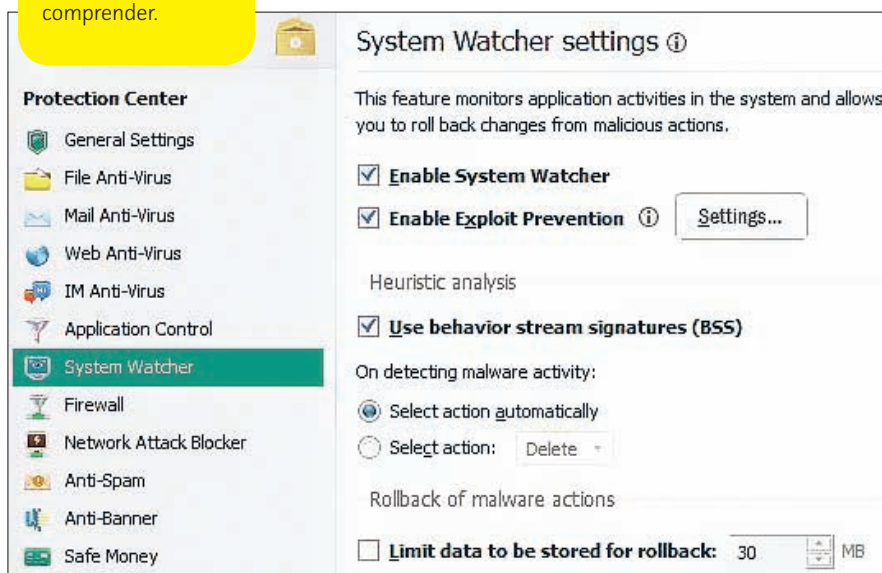 comprender.
System Watcher settings
Protection Center
General Settings
File Anti-Virus
Mail Anti-Virus
Web Anti-Virus
IM Anti-Virus
Application Control
System Watcher
Firewall
Network Attack Blocker
Anti-Spam
Anti-Banner
Safe Money
This feature monitors application activities in the system and allows
you to roll back changes from malicious actions.
Enable System Watcher
Enable Exploit Prevention Settings...
Heuristic analysis
Use behavior stream signatures (BSS)
On detecting malware activity:
Select action automatically
Select action: Delete
Rollback of malware actions
Limit data to be stored for rollback: 30 MB